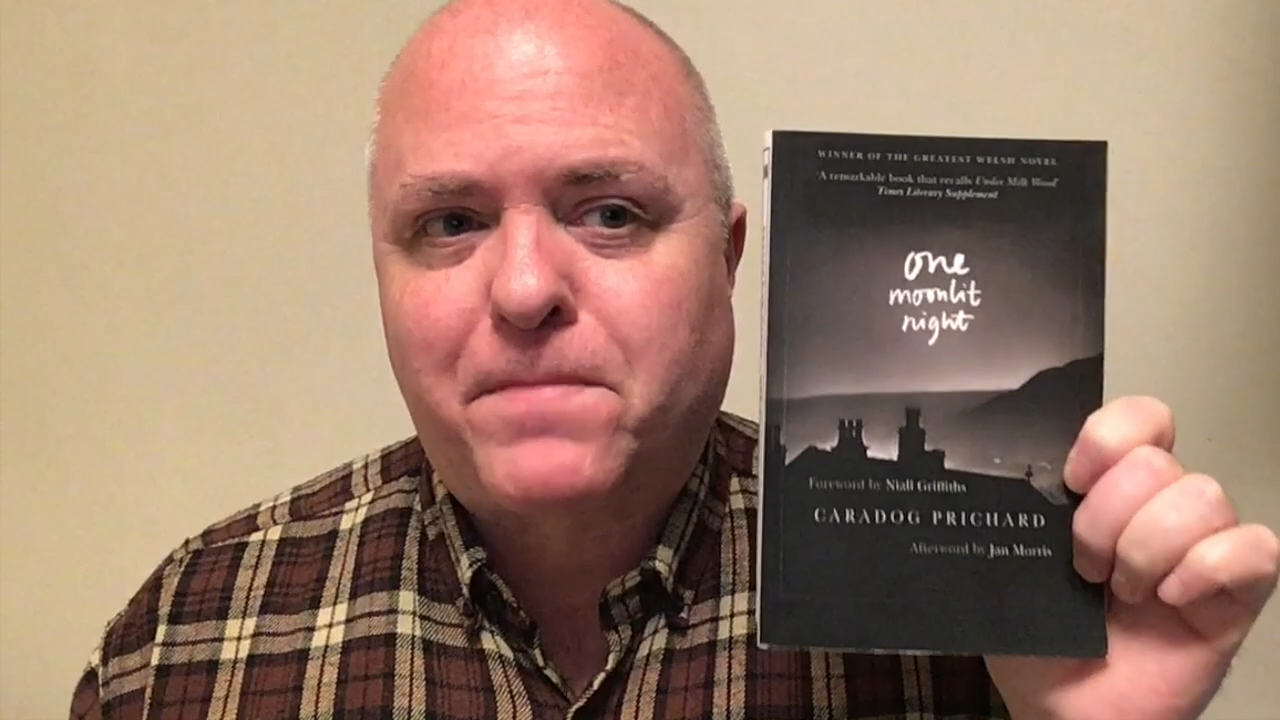 WINNER OF THE GREATEST WELSH NOVEL
'A remarkable book that recalls Under Milk Wood'
Times Literary Supplement
one
moonlit
night
Foreword by Niall Griffiths
CARADOG PRICHARD
Afterword by Jan Morris